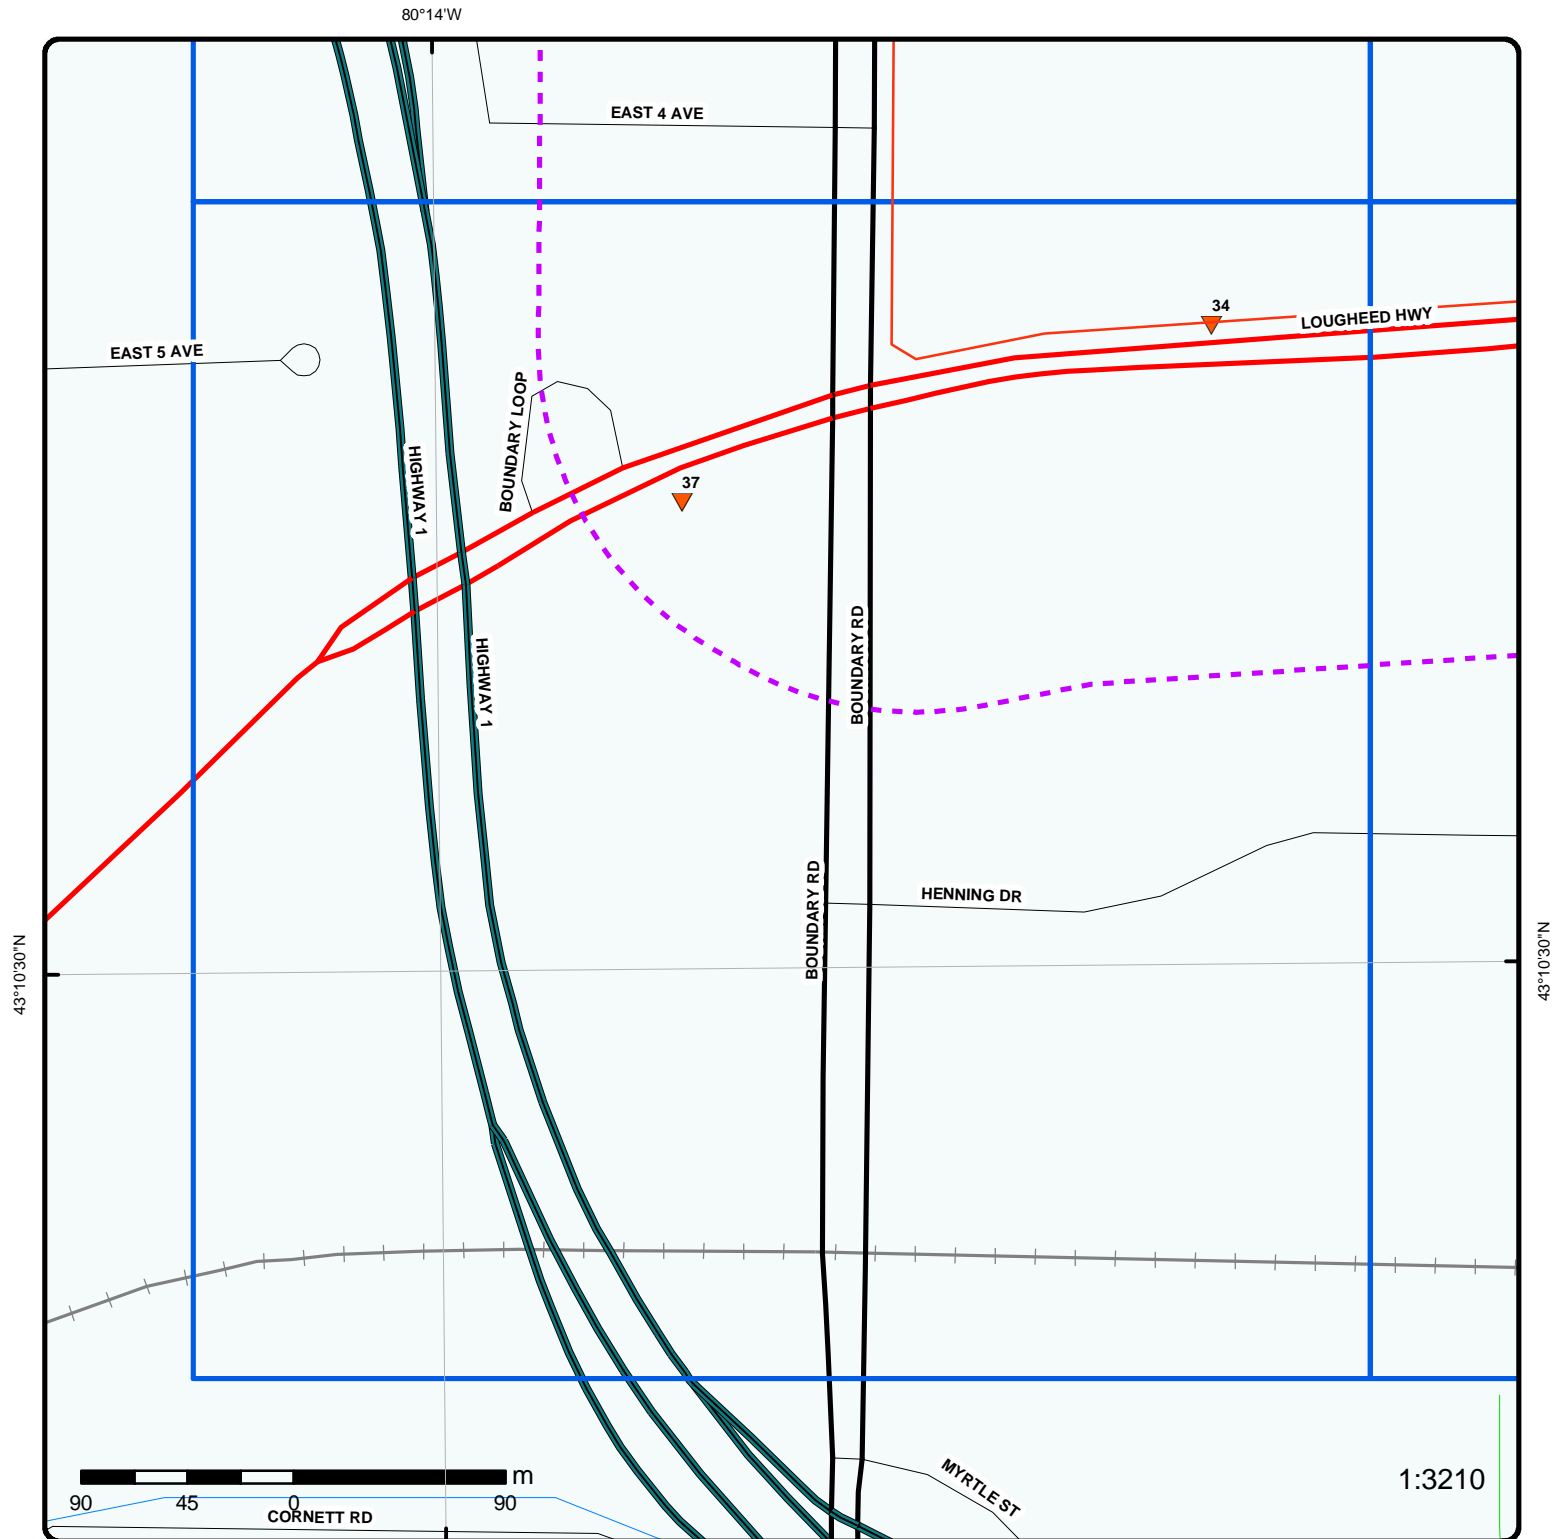 80°14'W
EAST 4 AVE
34
LOUGHEED HWY
EAST 5 AVE
BOUNDARY LOOP
HIGHWAY 1
37
BOUNDARY RD
HIGHWAY 1
BOUNDARY RD
HENNING DR
43°10'30"N
43°10'30"N
MYRTLE ST
m
1:3210
90 45 0 90
CORNETT RD